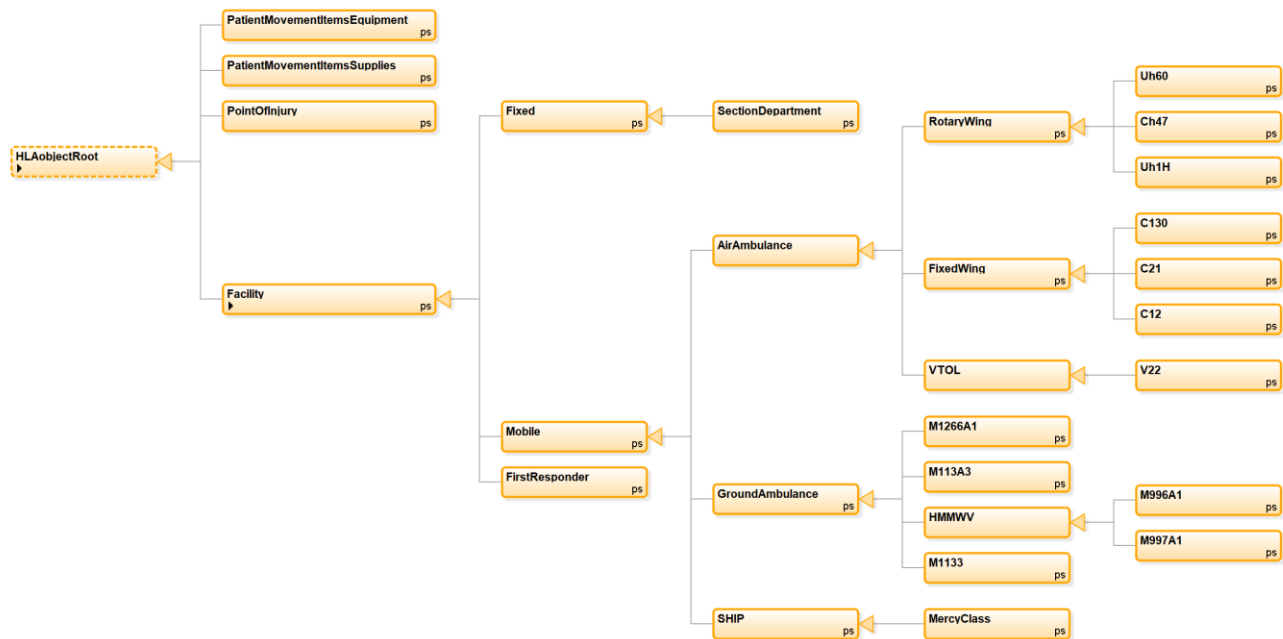 PatientMovementItemsEquipment
ps
PatientMovementItemsSupplies
ps
PointOfInjury
ps
HLAobjectRoot
Facility
ps
Fixed
ps
SectionDepartment
ps
Mobile
ps
FirstResponder
ps
AirAmbulance
RotaryWing
ps
Uh60
ps
Ch47
ps
Uh1H
ps
FixedWing
ps
C130
ps
C21
ps
C12
ps
VTOL
ps
V22
ps
GroundAmbulance
ps
M1266A1
ps
M113A3
ps
HMMWV
M996A1
ps
M997A1
ps
M1133
ps
SHIP
ps
MercyClass
ps